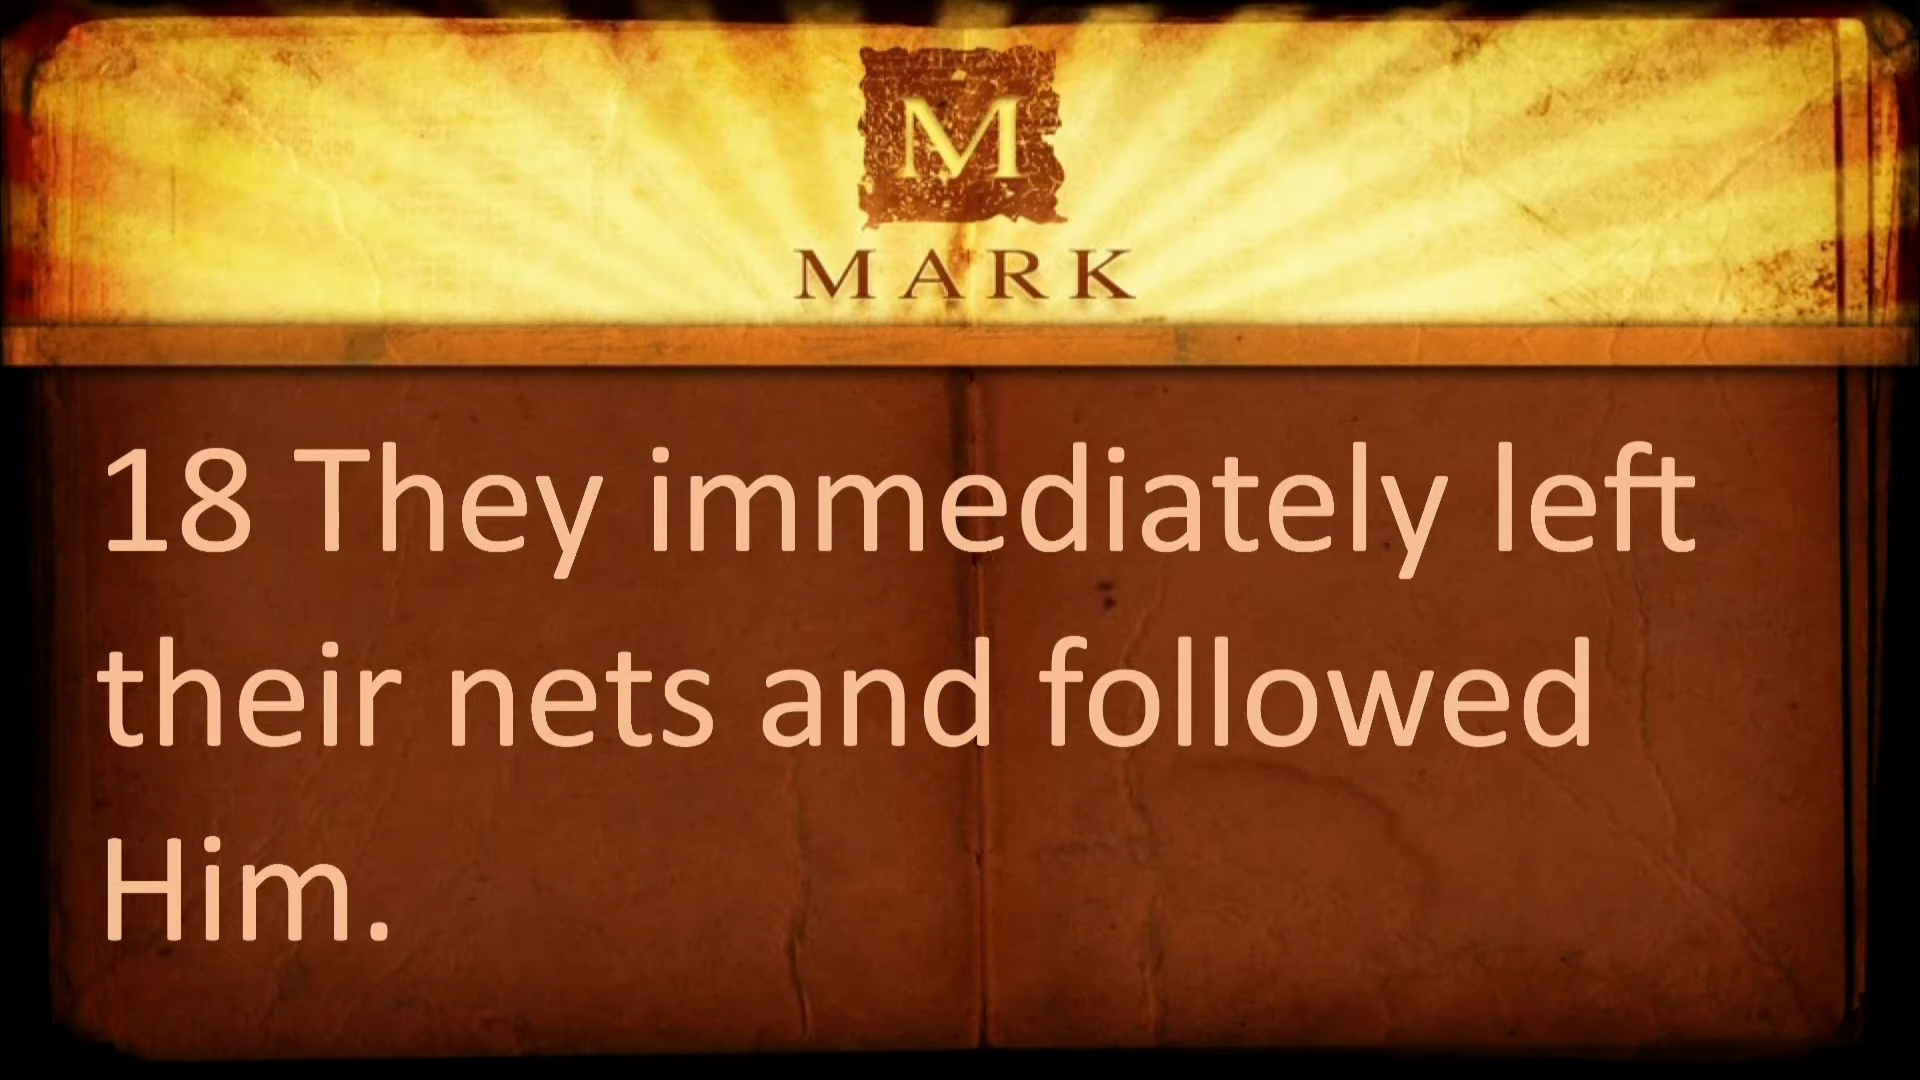 M
MARK
18 They immediately left
their nets and followed
Him.